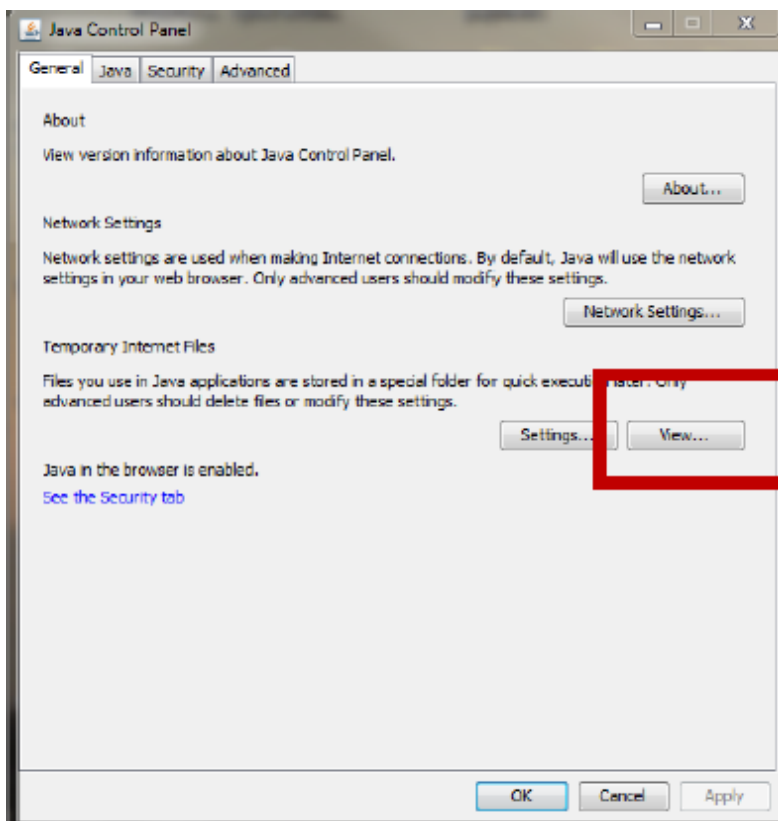 Java Control Panel
General Java Security Advanced
About
View version information about Java Control Panel.
About...
Network Settings
Network settings are used when making Internet connections. By default, Java will use the network
settings in your web browser. Only advanced users should modify these settings.
Network Settings...
Temporary Internet Files
Files you use in Java applications are stored in a special folder for quick execution later. Only
advanced users should delete files or modify these settings.
Settings... View...
Java in the browser is enabled.
See the Security tab
OK Cancel Apply